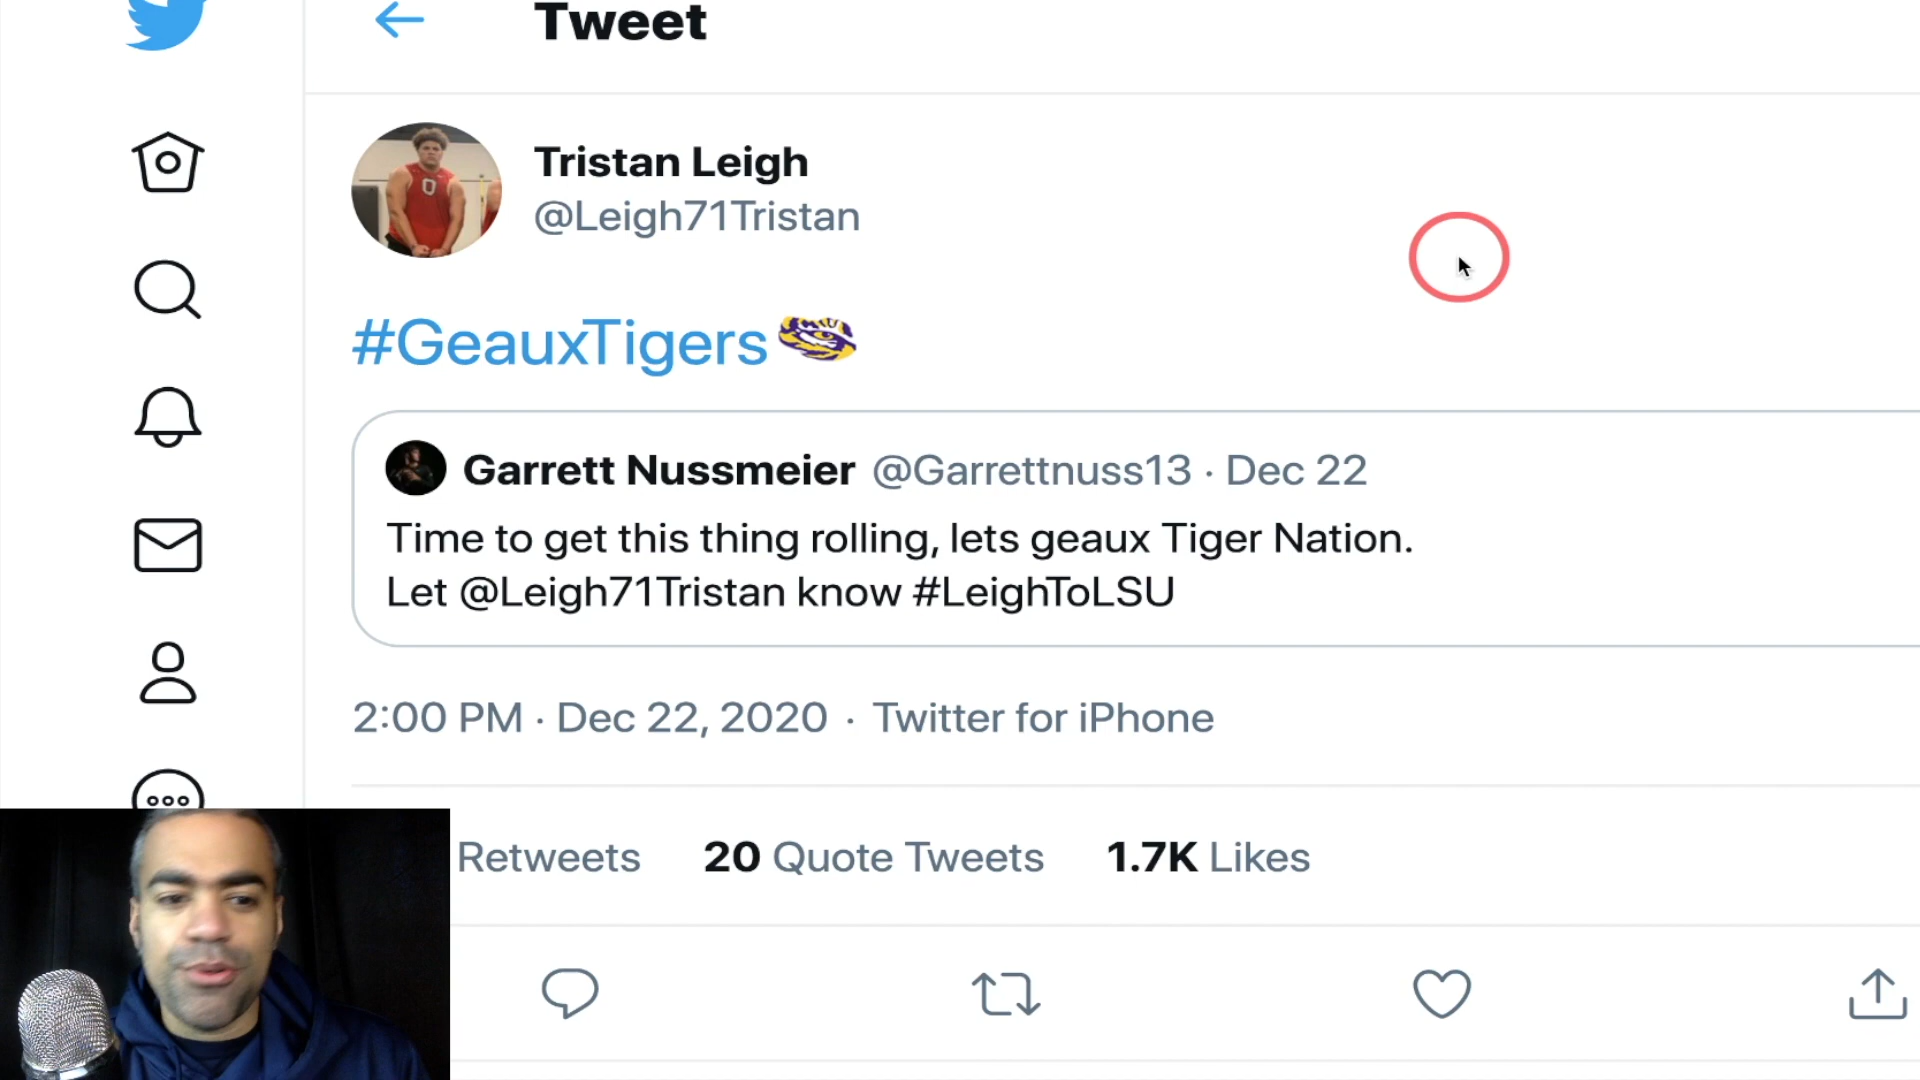 Tweet
Tristan Leigh
@Leigh71Tristan
#GeauxTigers
Garrett Nussmeier @Garrettnuss13 · Dec 22
Time to get this thing rolling, lets geaux Tiger Nation.
Let @Leigh71Tristan know #LeighToLSU
2:00 PM · Dec 22, 2020 · Twitter for iPhone
Retweets 20 Quote Tweets 1.7K Likes